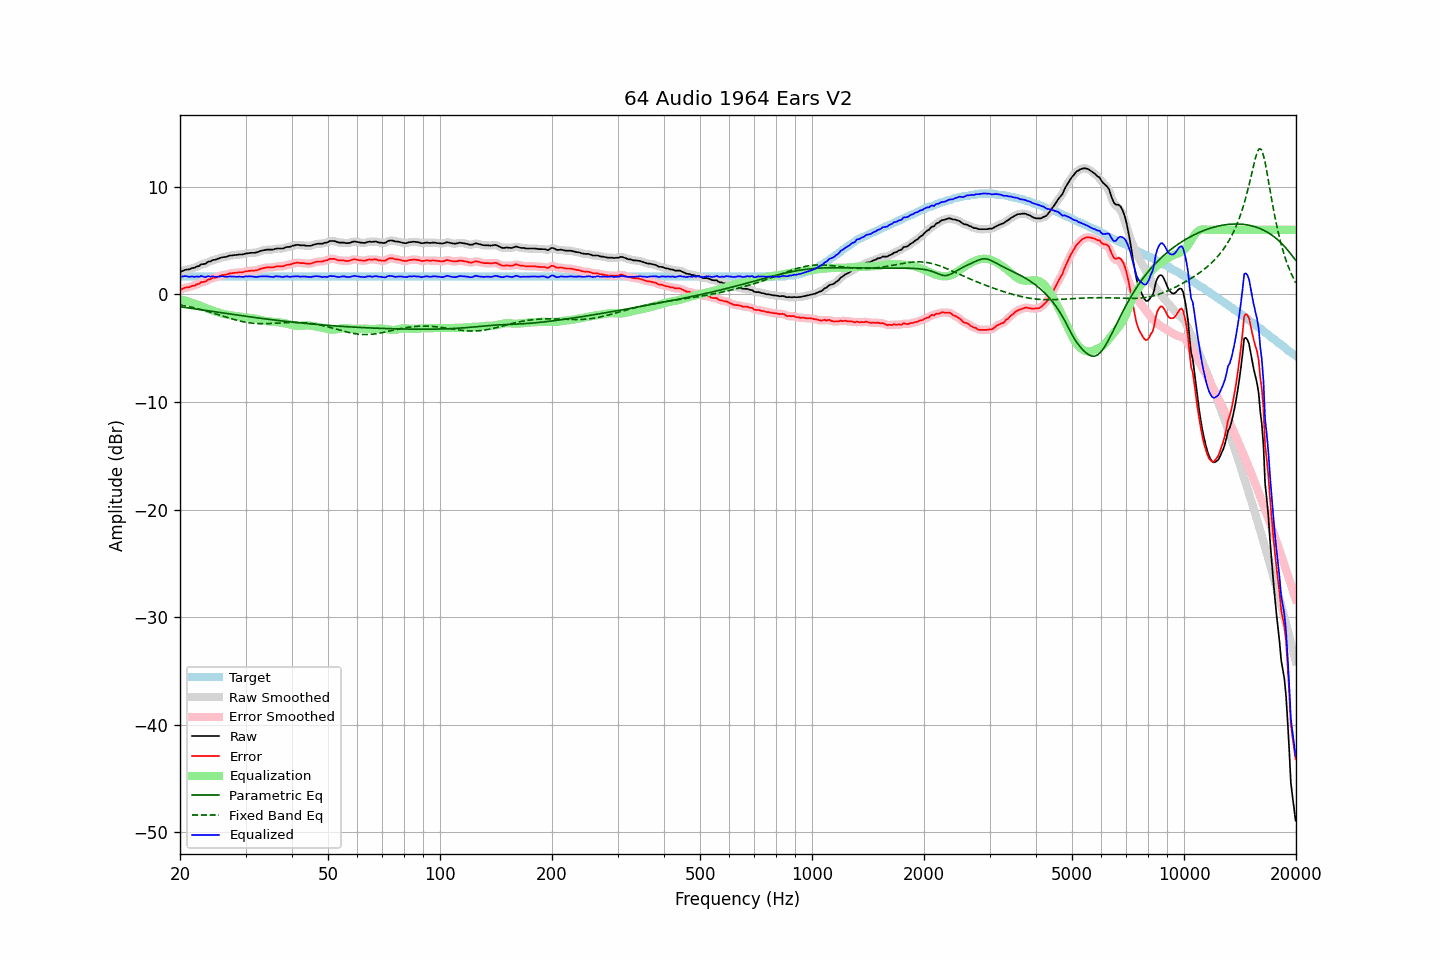 64 Audio 1964 Ears V2
10
0
−10
−20
−30
−40
−50
Amplitude (dBr)
20
50
100
200
500
1000
2000
5000
10000
20000
Frequency (Hz)
Target
Raw Smoothed
Error Smoothed
Raw
Error
Equalization
Parametric Eq
Fixed Band Eq
Equalized